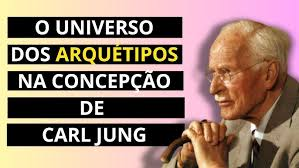 O UNIVERSO
DOS ARQUÉTIPOS
NA CONCEPÇÃO
DE
CARL JUNG